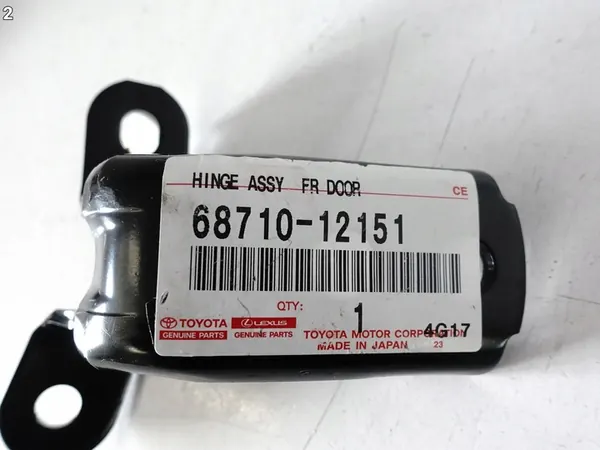 2
HINGE ASSY FR DOOR
CE
68710-12151
QTY: 1
TOYOTA LEXUS
GENUINE PARTS GENUINE PARTS
TOYOTA MOTOR CORPORATION 4G17
MADE IN JAPAN 23